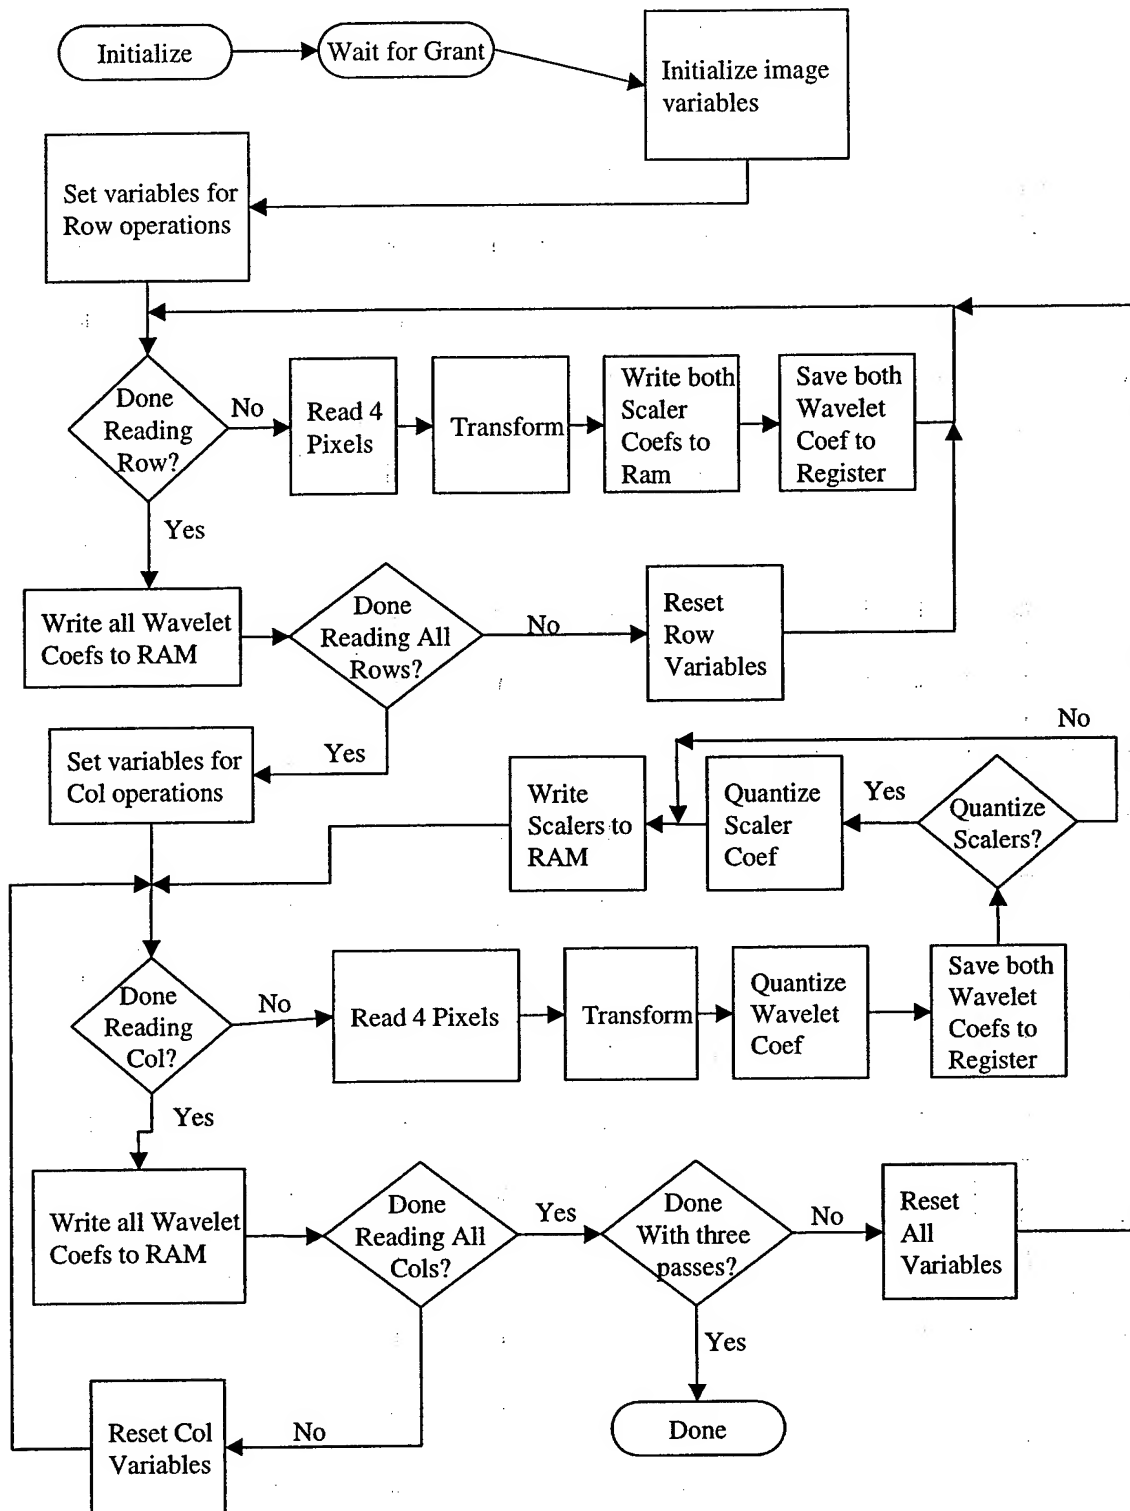 Initialize
Wait for Grant
Initialize image
variables
Set variables for
Row operations
Done
Reading
Row?
No
Read 4
Pixels
Transform
Write both
Scaler
Coefs to
Ram
Save both
Wavelet
Coef to
Register
Yes
Write all Wavelet
Coefs to RAM
Done
Reading All
Rows?
No
Reset
Row
Variables
Yes
Set variables for
Col operations
Write
Scalers to
RAM
Quantize
Scaler
Coef
Yes
Quantize
Scalers?
No
Done
Reading
Col?
No
Read 4 Pixels
Transform
Quantize
Wavelet
Coef
Save both
Wavelet
Coefs to
Register
Yes
Write all Wavelet
Coefs to RAM
Done
Reading All
Cols?
Yes
Done
With three
passes?
No
Reset
All
Variables
Yes
Done
No
Reset Col
Variables